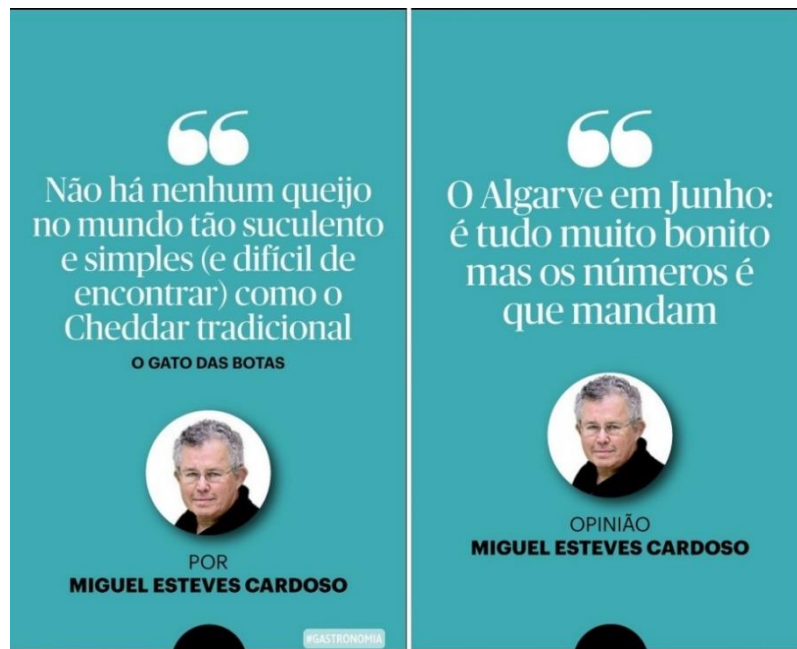 Não há nenhum queijo
no mundo tão suculento
e simples (e difícil de
encontrar) como o
Cheddar tradicional
O GATO DAS BOTAS
POR
MIGUEL ESTEVES CARDOSO
#GASTRONOMIA
O Algarve em Junho:
é tudo muito bonito
mas os números é
que mandam
OPINIÃO
MIGUEL ESTEVES CARDOSO